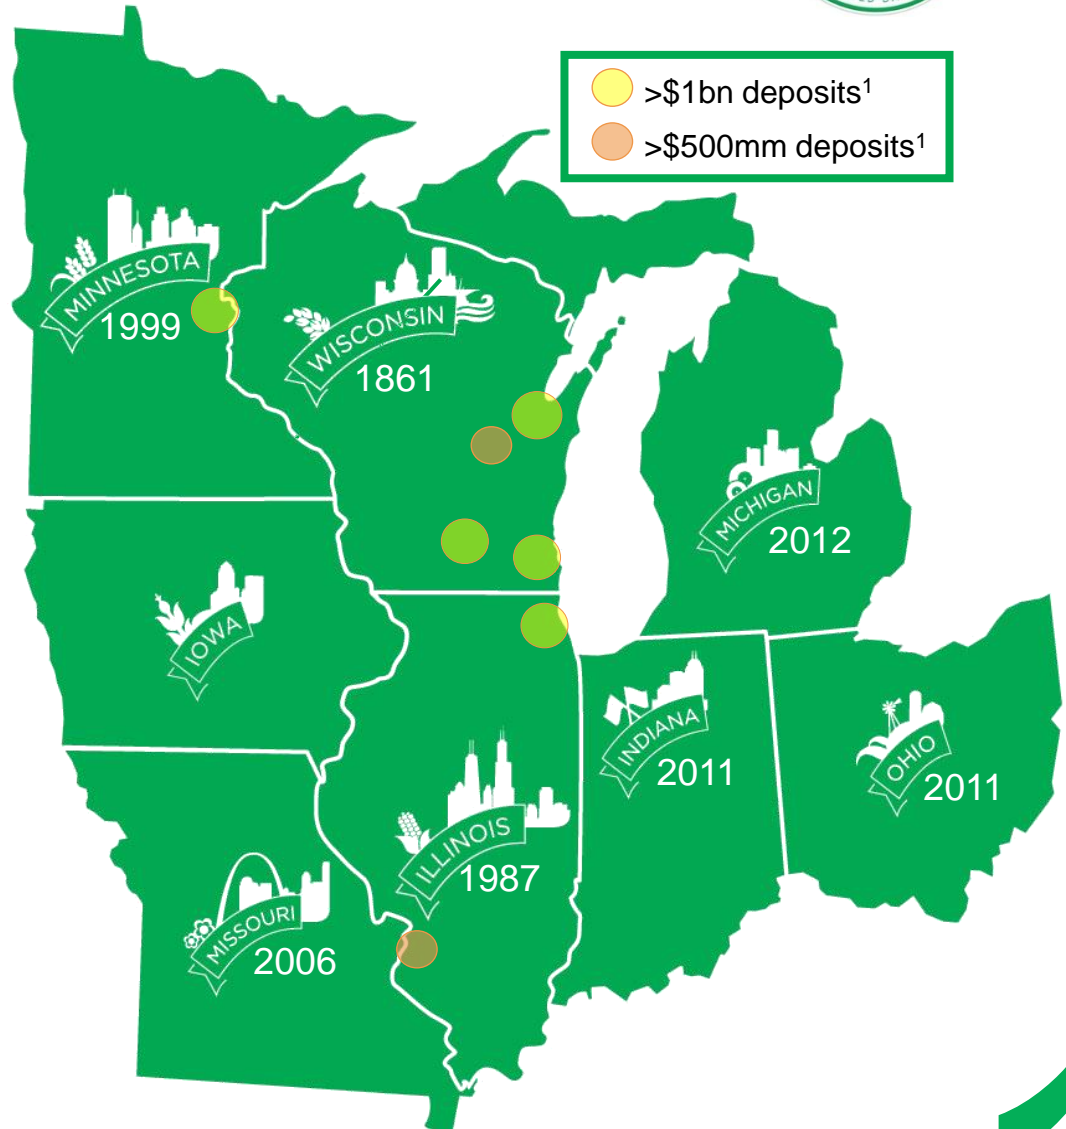 >$1bn deposits¹
>$500mm deposits¹
MINNESOTA
1999
WISCONSIN
1861
MICHIGAN
2012
IOWA
INDIANA
2011
OHIO
2011
ILLINOIS
1987
MISSOURI
2006